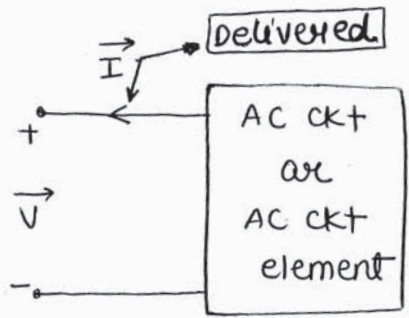 Delivered
I
+
V
-
AC ckt
or
AC ckt
element